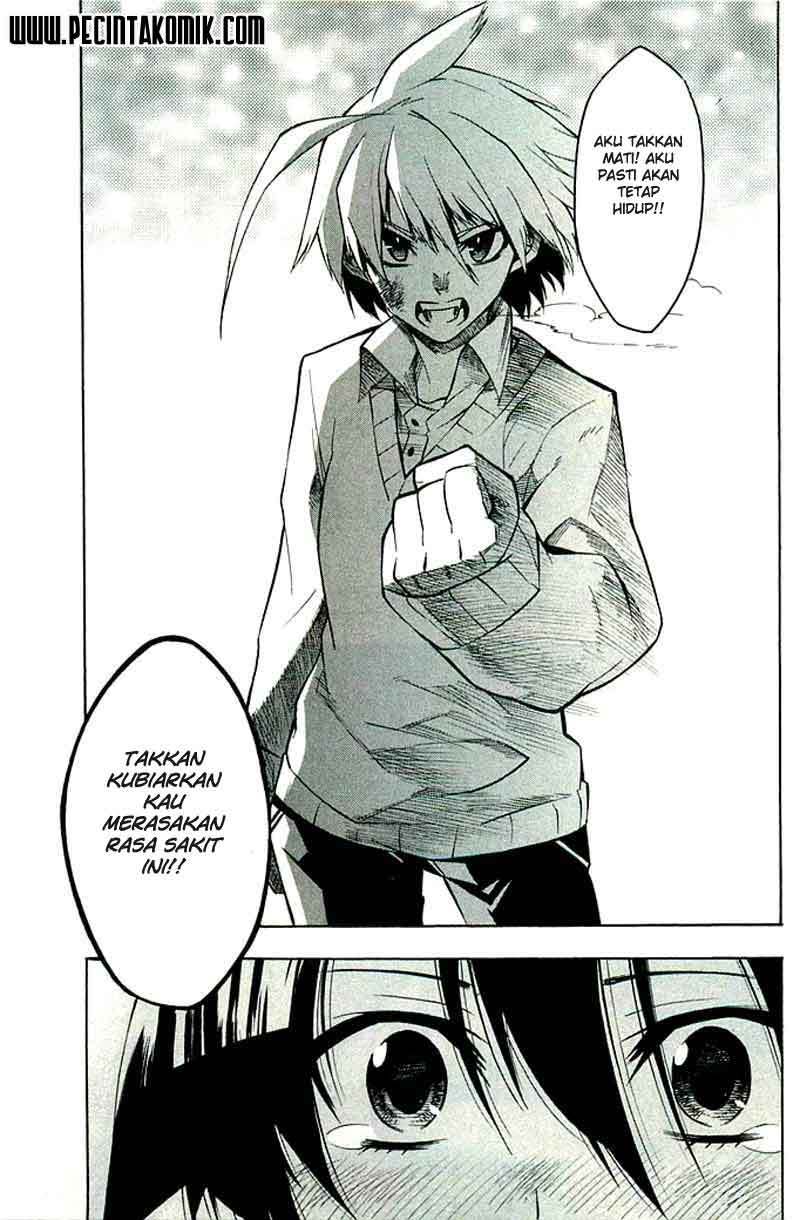 WWW.PECINTAKOMIK.COM
AKU TAKKAN
MATI! AKU
PASTI AKAN
TETAP
HIDUP!!
TAKKAN
KUBIARKAN
KAU
MERASAKAN
RASA SAKIT
INI!!